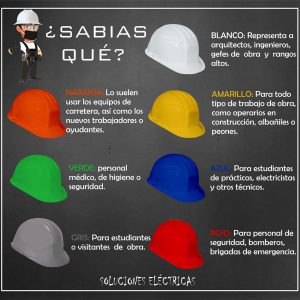 ¿SABIAS
QUÉ?
BLANCO: Representa a
arquitectos, ingenieros,
gefes de obra y rangos
altos.
NARANJA: Lo suelen
usar los equipos de
carretera, así como los
nuevos trabajadores o
ayudantes.
AMARILLO: Para todo
tipo de trabajo de obra,
como operarios en
construcción, albañiles o
peones.
VERDE: personal
médico, de higiene o
seguridad.
AZUL: Para estudiantes
de prácticas, electricistas
y otros técnicos.
GRIS: Para estudiantes
o visitantes de obra.
ROJO: Para personal de
seguridad, bomberos,
brigadas de emergencia.
SOLUCIONES ELÉCTRICAS